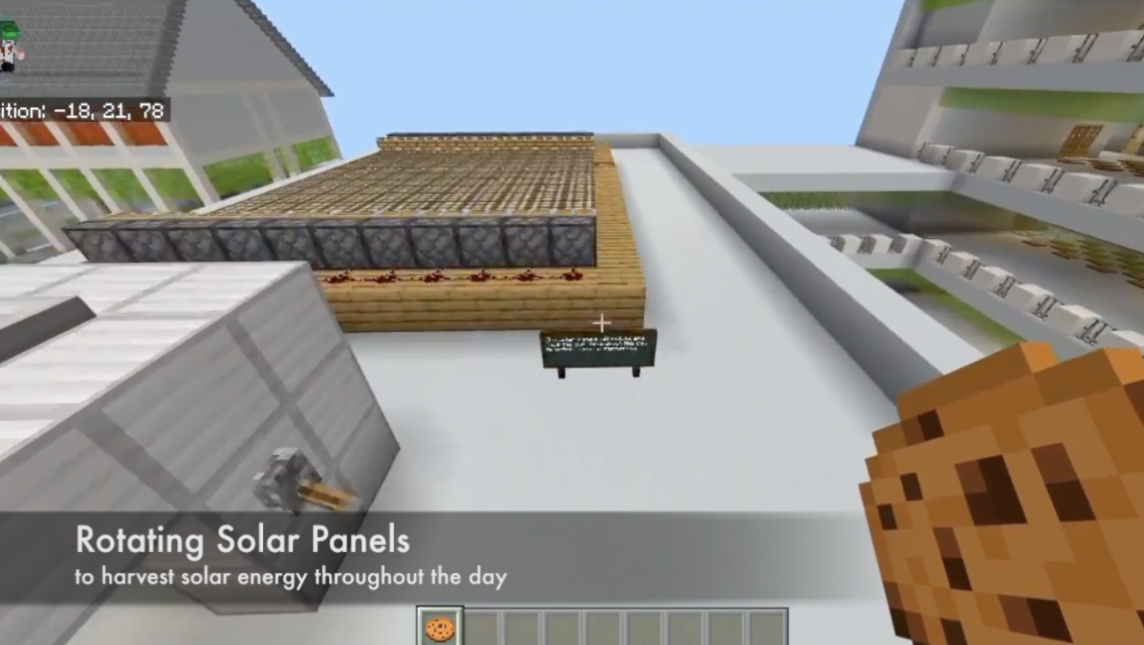 ition: -18, 21, 78
Rotating Solar Panels
to harvest solar energy throughout the day